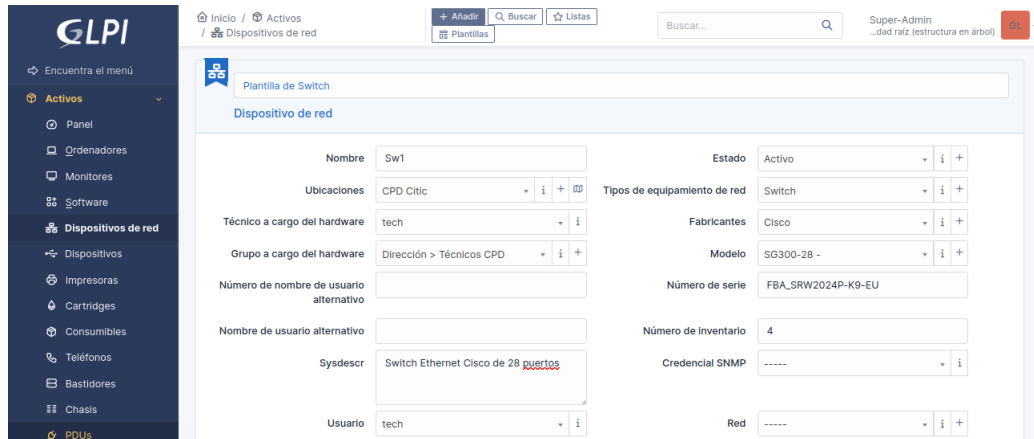 GLPI
Encuentra el menú
Activos
Panel
Ordenadores
Monitores
Software
Dispositivos de red
Dispositivos
Impresoras
Cartridges
Consumibles
Teléfonos
Bastidores
Chasis
PDUs
Inicio / Activos
/ Dispositivos de red
+ Añadir
Buscar
Listas
Plantillas
Buscar...
Super-Admin
...dad raíz (estructura en árbol)
GL
Plantilla de Switch
Dispositivo de red
Nombre Sw1
Estado Activo
Ubicaciones CPD Citic
Tipos de equipamiento de red Switch
Técnico a cargo del hardware tech
Fabricantes Cisco
Grupo a cargo del hardware Dirección > Técnicos CPD
Modelo SG300-28 -
Número de nombre de usuario
alternativo
Número de serie FBA_SRW2024P-K9-EU
Nombre de usuario alternativo
Número de inventario 4
Sysdescr Switch Ethernet Cisco de 28 puertos
Credencial SNMP -----
Usuario tech
Red -----